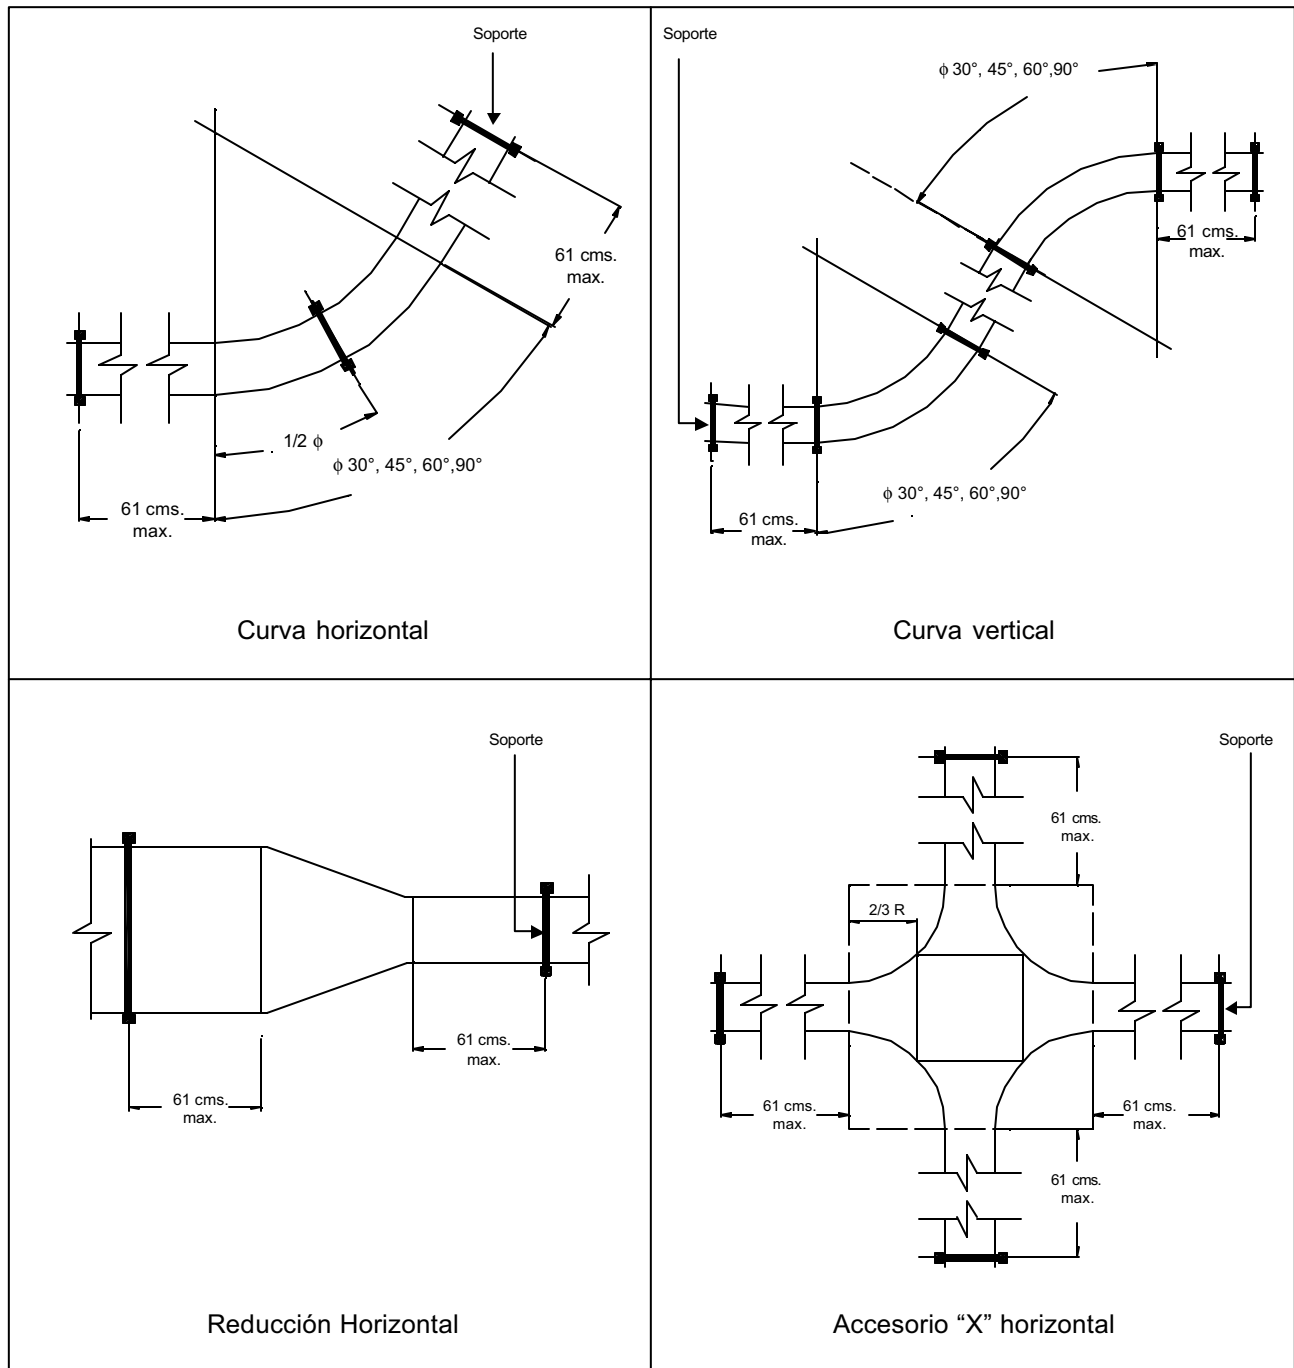 Soporte
61 cms.
max.
1/2 ϕ
ϕ 30°, 45°, 60°,90°
61 cms.
max.
Curva horizontal
Soporte
ϕ 30°, 45°, 60°,90°
61 cms.
max.
ϕ 30°, 45°, 60°,90°
61 cms.
max.
Curva vertical
Soporte
61 cms.
max.
61 cms.
max.
Reducción Horizontal
Soporte
61 cms.
max.
2/3 R
61 cms.
max.
61 cms.
max.
61 cms.
max.
Accesorio “X” horizontal